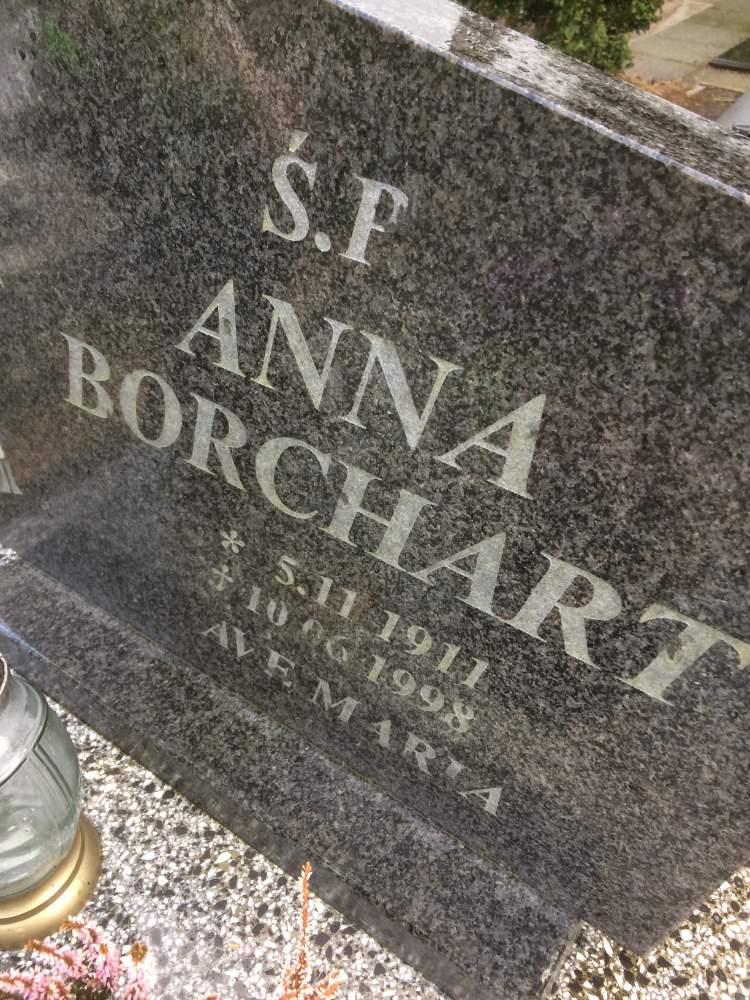 Ś.P
ANNA
BORCHART
* 5.11 1911
+ 10 06 1998
AVE MARIA